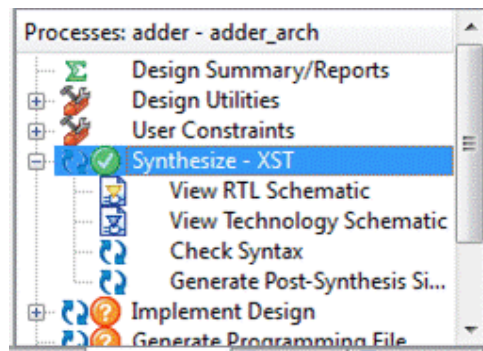 Processes: adder - adder_arch
Design Summary/Reports
Design Utilities
User Constraints
Synthesize - XST
View RTL Schematic
View Technology Schematic
Check Syntax
Generate Post-Synthesis Si...
Implement Design
Generate Programming File